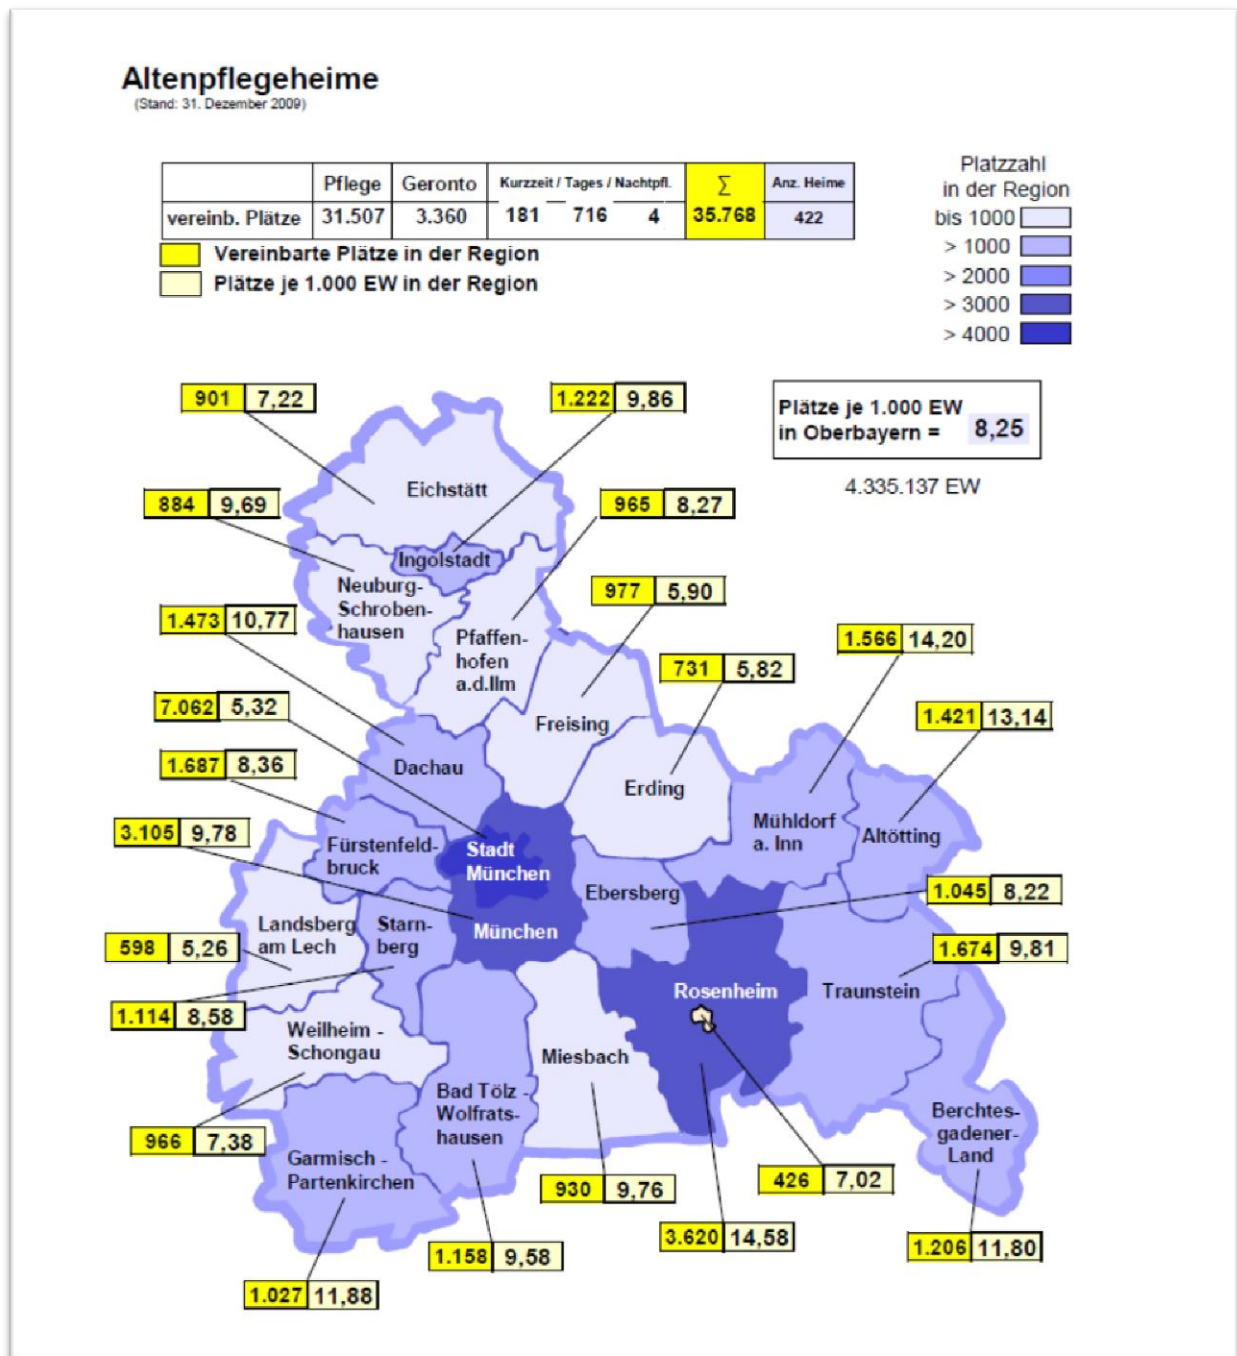 Altenpflegeheime
(Stand: 31. Dezember 2009)
Pflege Geronto Kurzzeit / Tages / Nachtpfl. ∑ Anz. Heime
vereinb. Plätze 31.507 3.360 181 716 4 35.768 422
Vereinbarte Plätze in der Region
Plätze je 1.000 EW in der Region
Platzzahl
in der Region
bis 1000
> 1000
> 2000
> 3000
> 4000
Plätze je 1.000 EW
in Oberbayern = 8,25
4.335.137 EW
901 7,22
1.222 9,86
Eichstätt
884 9,69
965 8,27
Ingolstadt
Neuburg-
Schroben-
hausen
977 5,90
1.473 10,77
Pfaffen-
hofen
a.d.Ilm
1.566 14,20
731 5,82
7.062 5,32
Freising
1.421 13,14
1.687 8,36
Dachau
Erding
3.105 9,78
Fürstenfeld-
bruck
Stadt
München
Mühldorf
a. Inn
Altötting
Ebersberg
1.045 8,22
Landsberg
am Lech
Starn-
berg
München
598 5,26
1.674 9,81
Rosenheim
Traunstein
1.114 8,58
Weilheim -
Schongau
Miesbach
Bad Tölz -
Wolfrats-
hausen
Berchtes-
gadener-
Land
966 7,38
Garmisch -
Partenkirchen
930 9,76
426 7,02
3.620 14,58
1.206 11,80
1.158 9,58
1.027 11,88